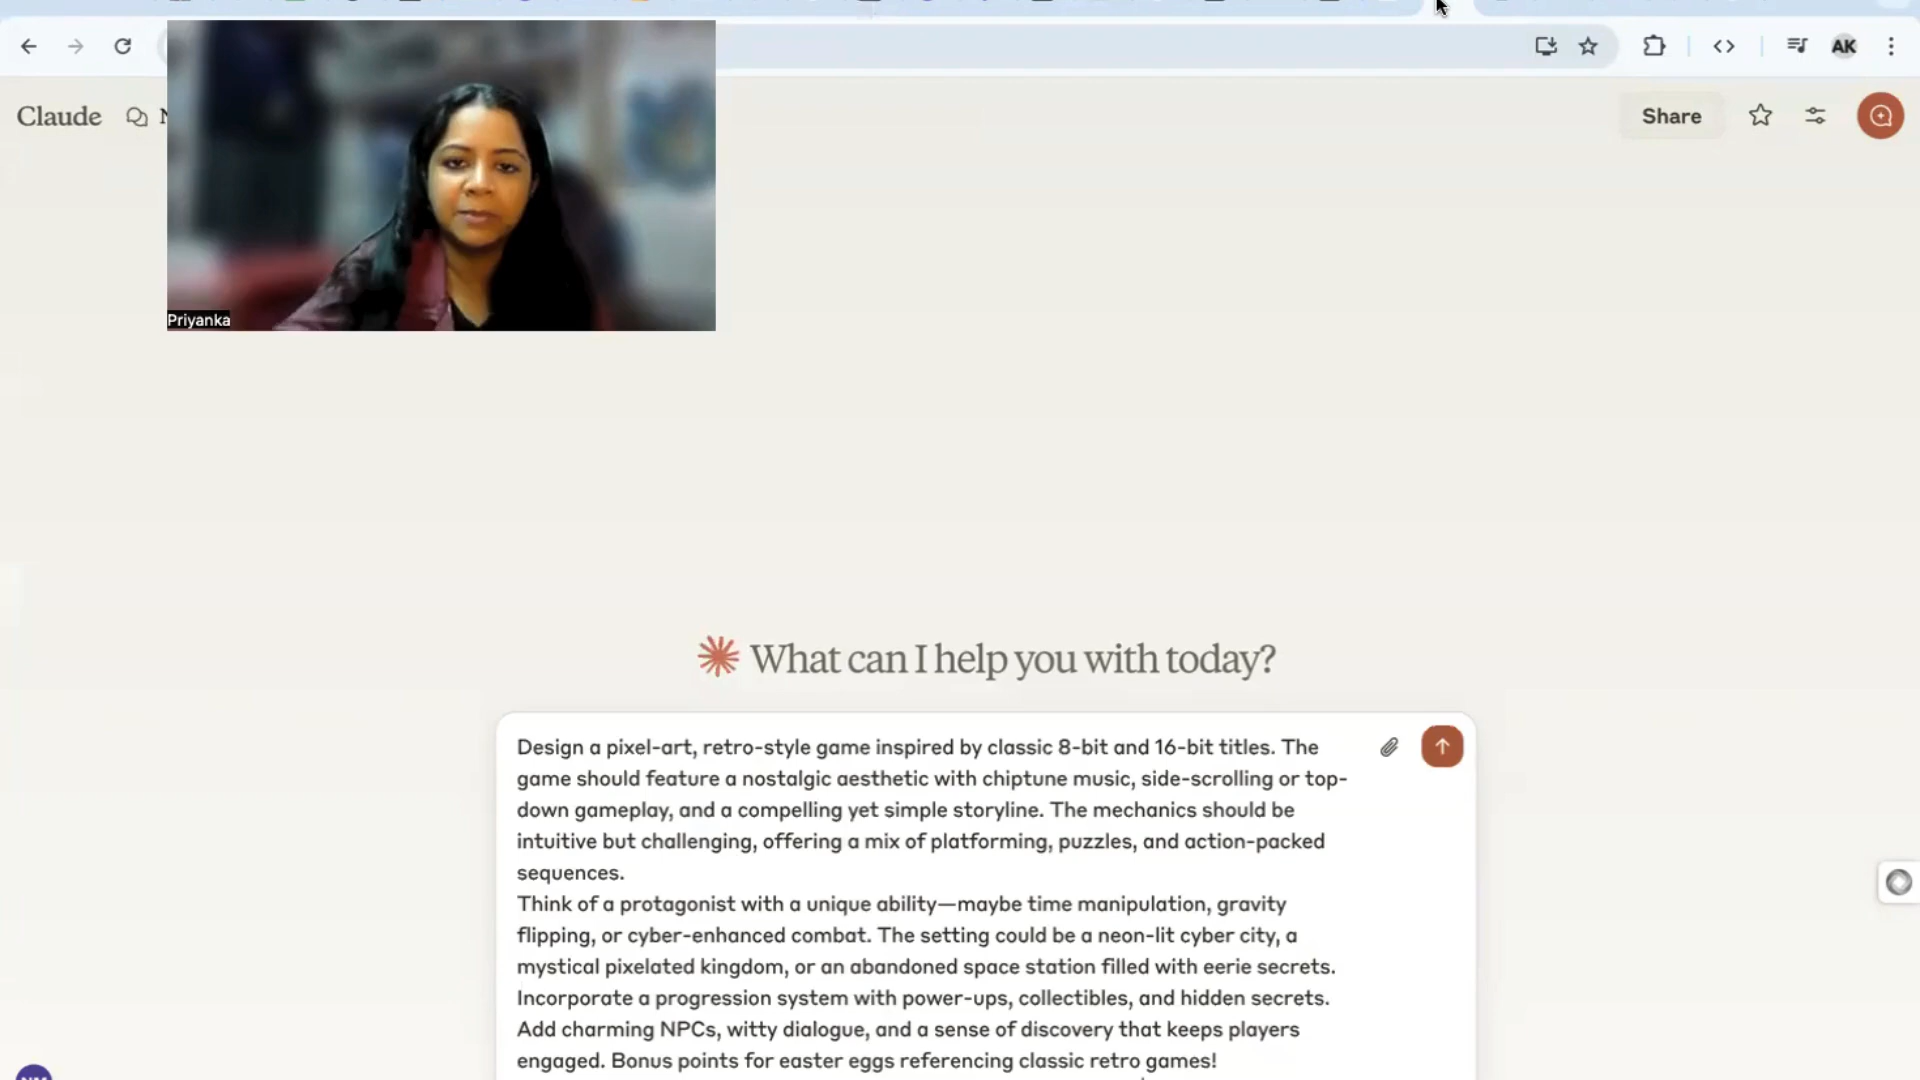 AK
Claude
Share
Priyanka
What can I help you with today?
Design a pixel-art, retro-style game inspired by classic 8-bit and 16-bit titles. The
game should feature a nostalgic aesthetic with chiptune music, side-scrolling or top-
down gameplay, and a compelling yet simple storyline. The mechanics should be
intuitive but challenging, offering a mix of platforming, puzzles, and action-packed
sequences.
Think of a protagonist with a unique ability—maybe time manipulation, gravity
flipping, or cyber-enhanced combat. The setting could be a neon-lit cyber city, a
mystical pixelated kingdom, or an abandoned space station filled with eerie secrets.
Incorporate a progression system with power-ups, collectibles, and hidden secrets.
Add charming NPCs, witty dialogue, and a sense of discovery that keeps players
engaged. Bonus points for easter eggs referencing classic retro games!